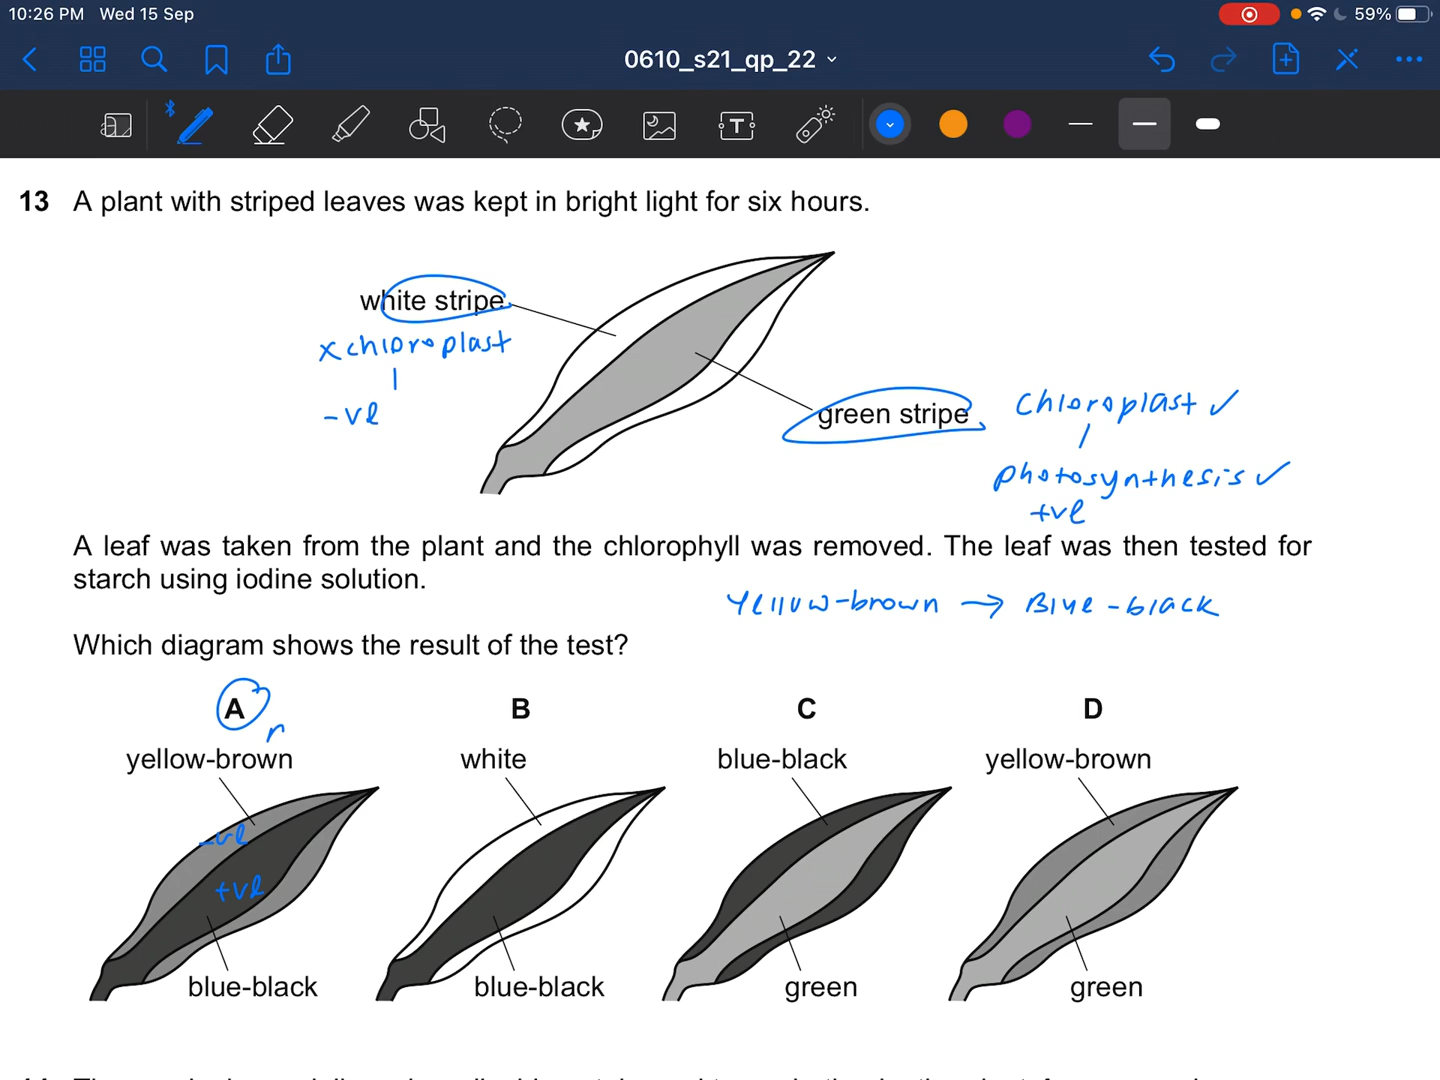 10:26 PM Wed 15 Sep
59%
0610_s21_qp_22
13 A plant with striped leaves was kept in bright light for six hours.
white stripe
x chloroplast
-ve
green stripe
chloroplast ✓
photosynthesis ✓
+ve
A leaf was taken from the plant and the chlorophyll was removed. The leaf was then tested for
starch using iodine solution.
Yellow-brown → Blue-black
Which diagram shows the result of the test?
A B C D
yellow-brown white blue-black yellow-brown
-ve
+ve
blue-black blue-black green green